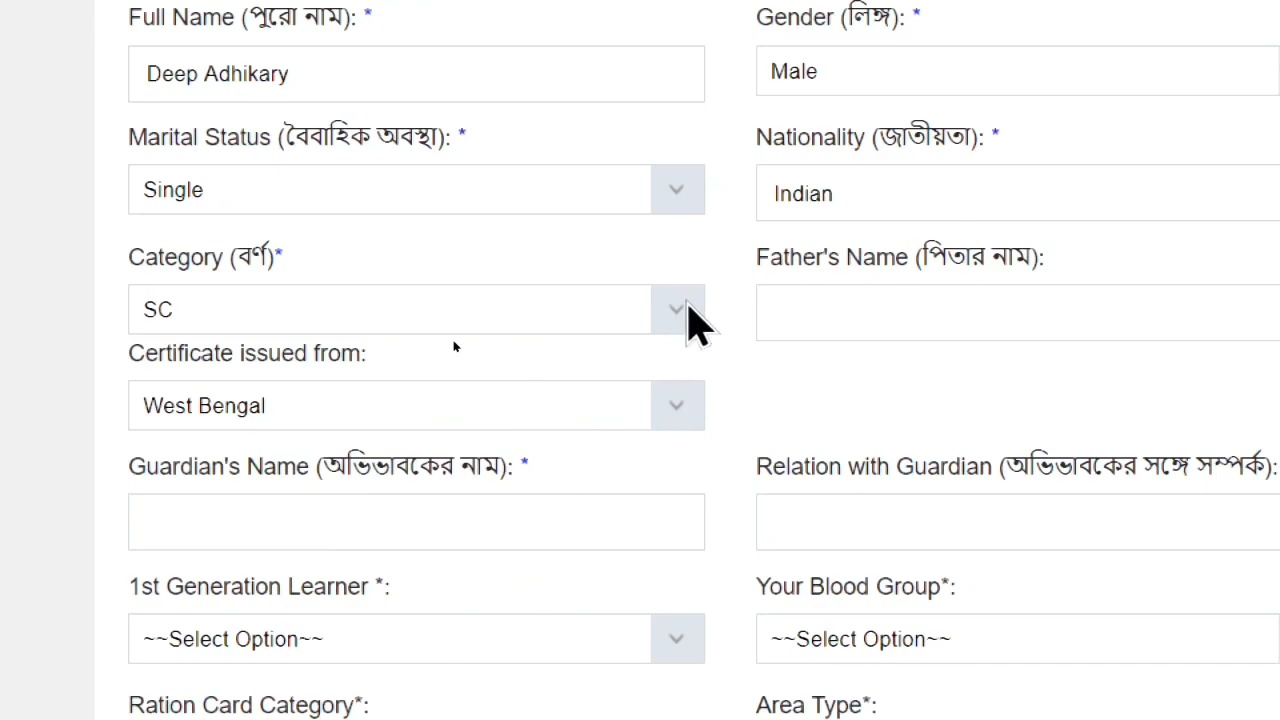 Full Name (পুরো নাম): *
Gender (লিঙ্গ): *
Deep Adhikary
Male
Marital Status (বৈবাহিক অবস্থা): *
Nationality (জাতীয়তা): *
Single
Indian
Category (বর্ণ)*
Father's Name (পিতার নাম):
SC
Certificate issued from:
West Bengal
Guardian's Name (অভিভাবকের নাম): *
Relation with Guardian (অভিভাবকের সঙ্গে সম্পর্ক):
1st Generation Learner *:
Your Blood Group*:
~~Select Option~~
~~Select Option~~
Ration Card Category*:
Area Type*: